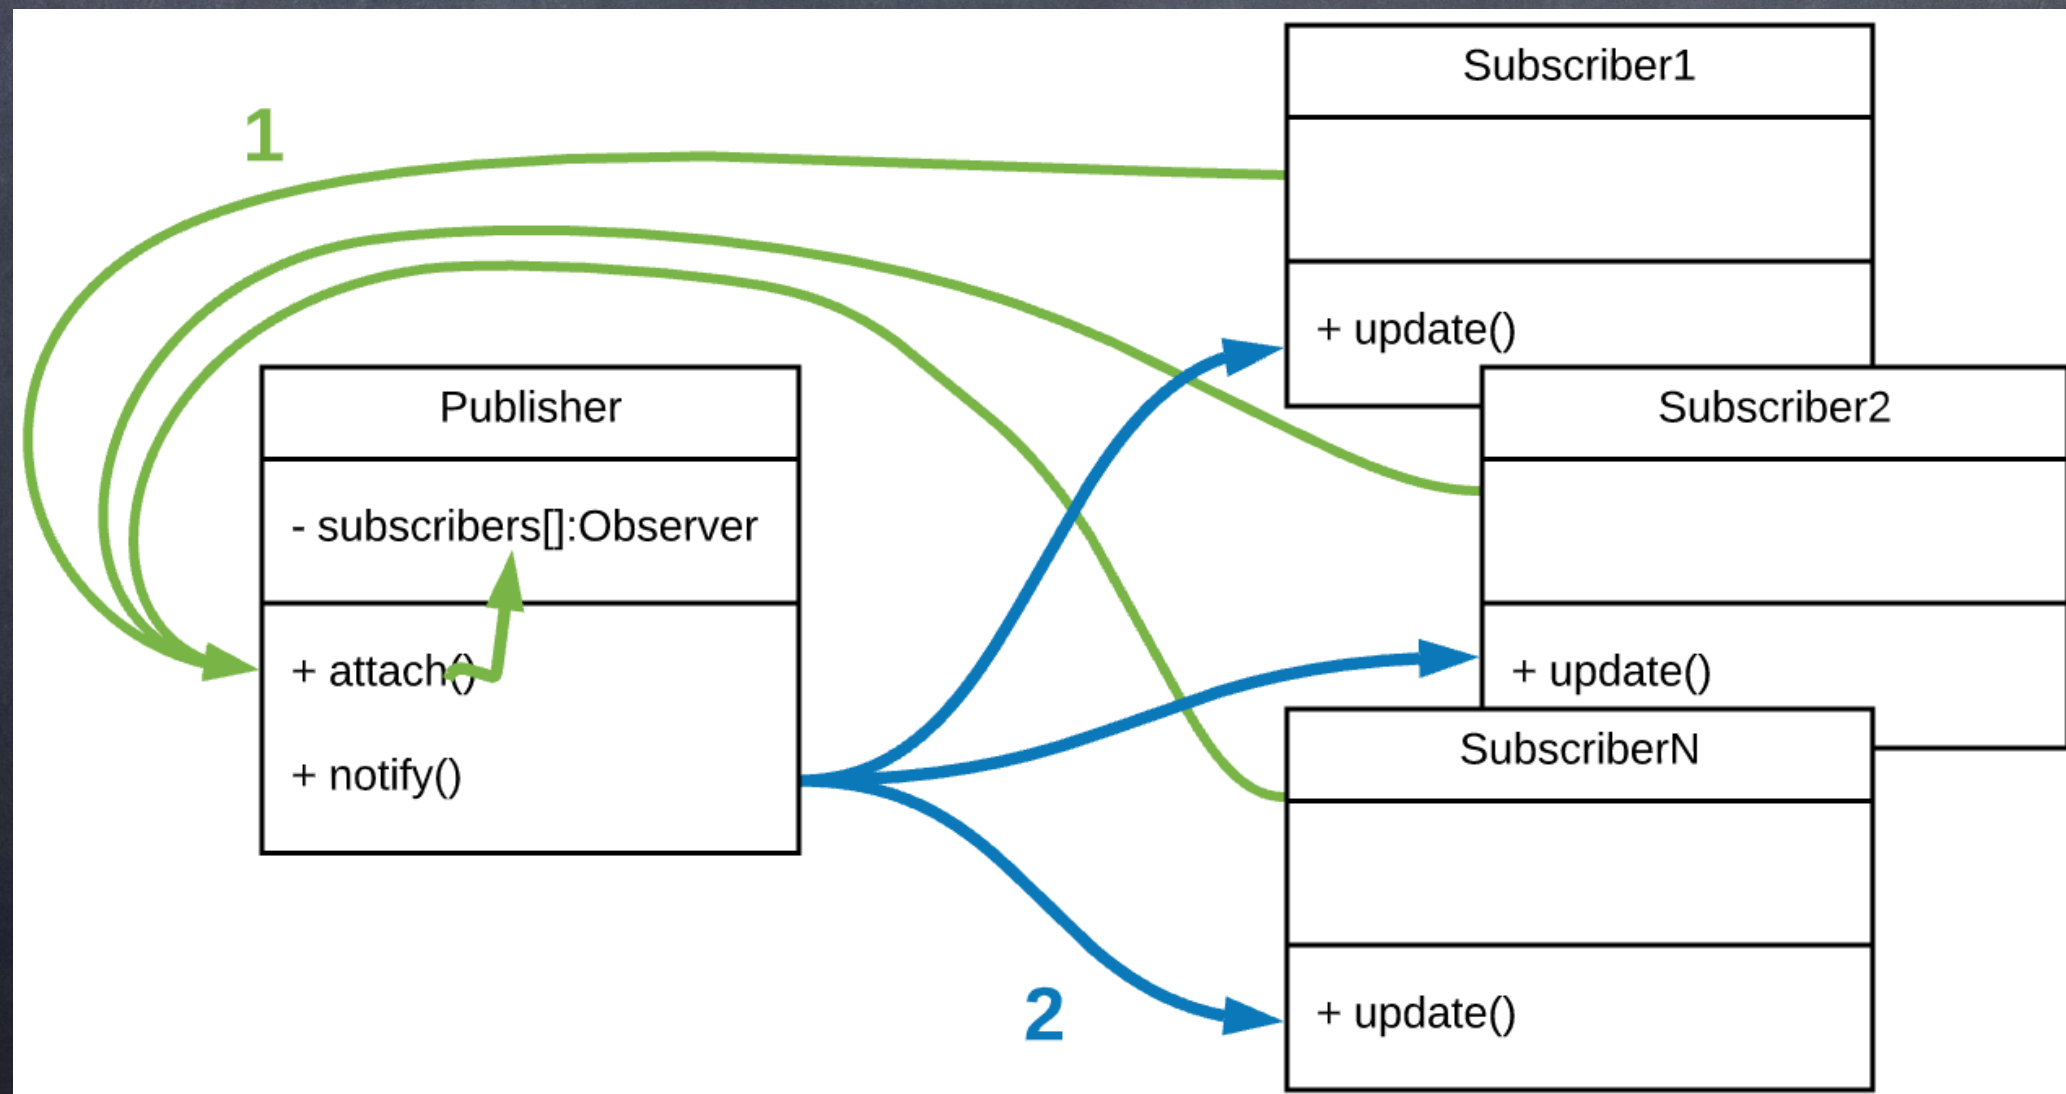 1
Subscriber1
+ update()
Publisher
- subscribers[]:Observer
+ attach()
+ notify()
Subscriber2
+ update()
SubscriberN
+ update()
2